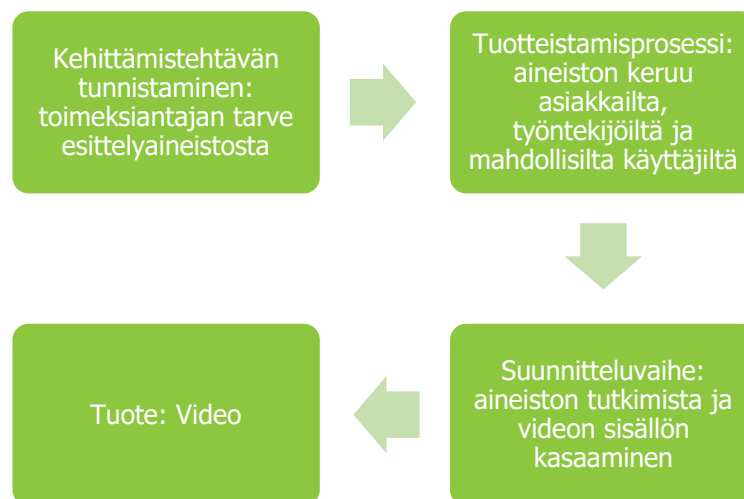 Kehittämistehtävän
tunnistaminen:
toimeksiantajan tarve
esittelyaineistosta
Tuotteistamisprosessi:
aineiston keruu
asiakkailta,
työntekijöiltä ja
mahdollisilta käyttäjiltä
Suunnitteluvaihe:
aineiston tutkimista ja
videon sisällön
kasaaminen
Tuote: Video